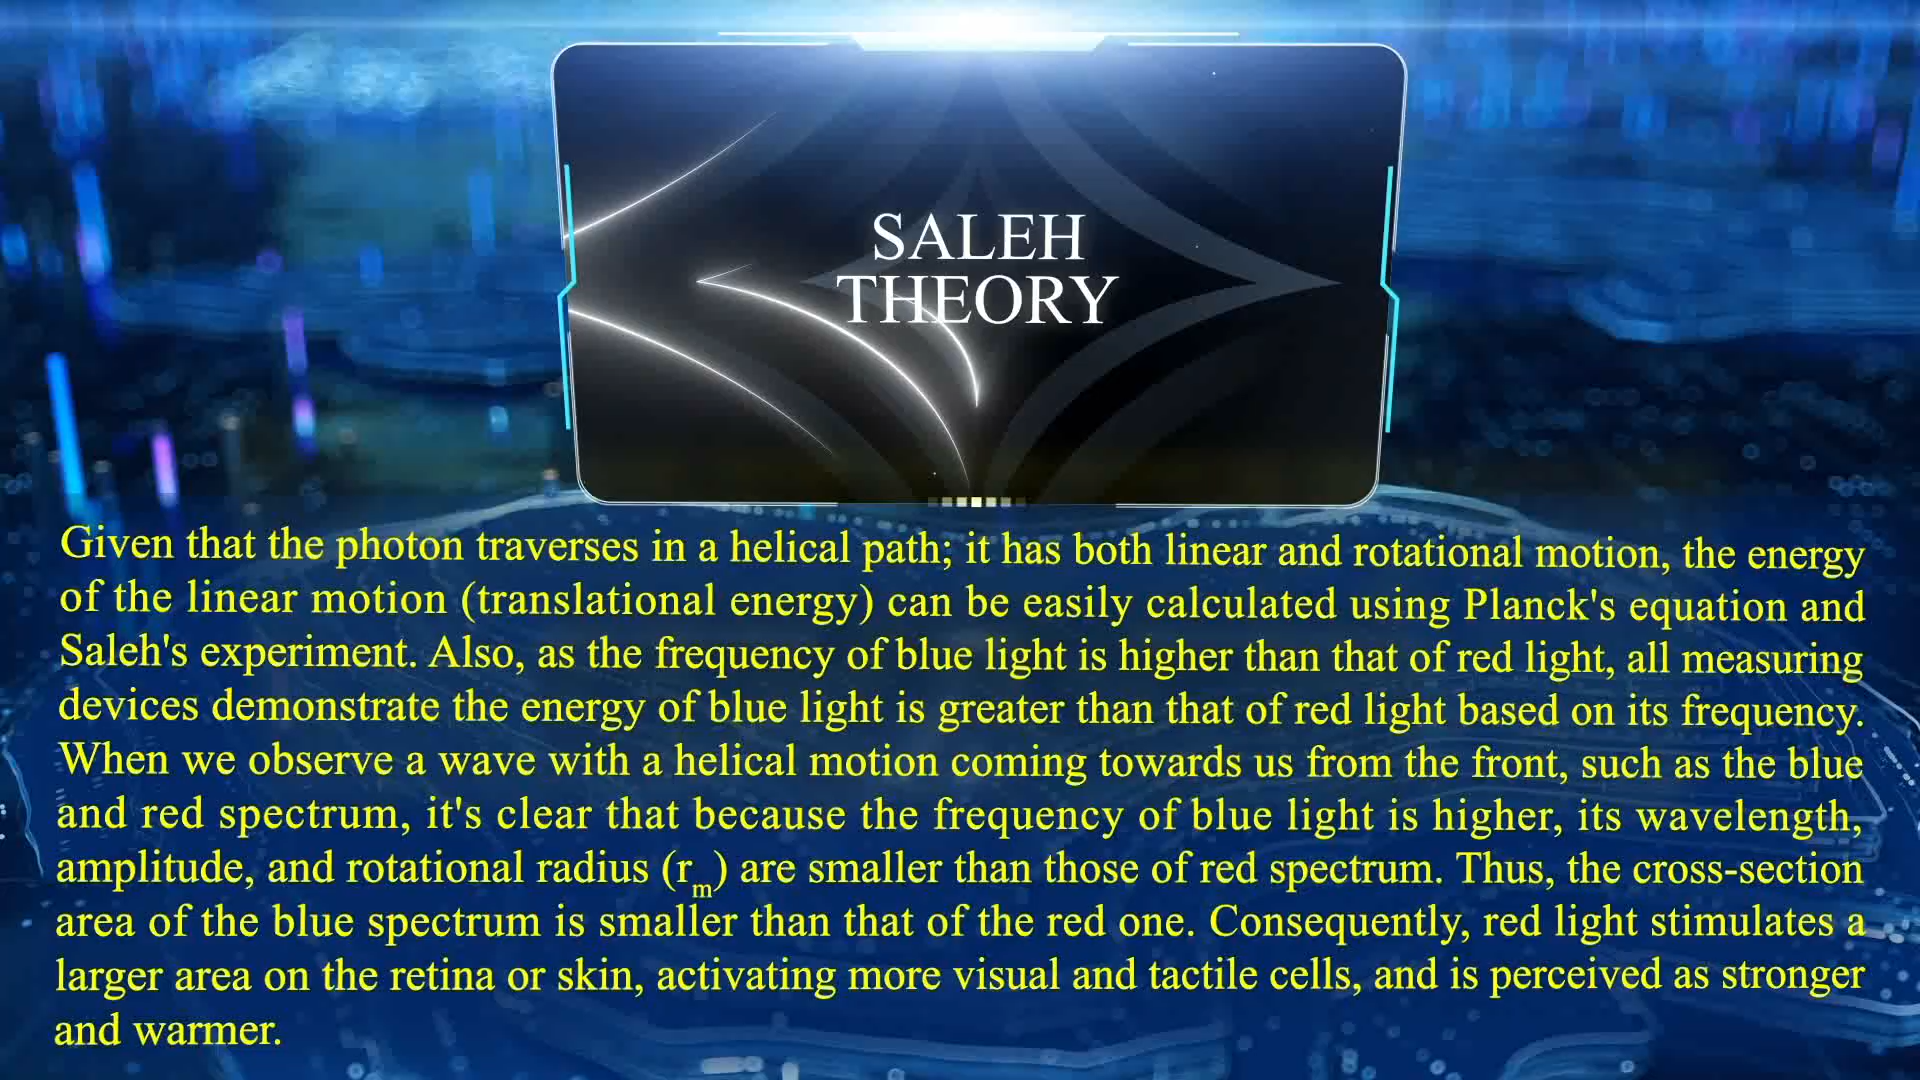 SALEH
THEORY
Given that the photon traverses in a helical path; it has both linear and rotational motion, the energy
of the linear motion (translational energy) can be easily calculated using Planck's equation and
Saleh's experiment. Also, as the frequency of blue light is higher than that of red light, all measuring
devices demonstrate the energy of blue light is greater than that of red light based on its frequency.
When we observe a wave with a helical motion coming towards us from the front, such as the blue
and red spectrum, it's clear that because the frequency of blue light is higher, its wavelength,
amplitude, and rotational radius (rₘ) are smaller than those of red spectrum. Thus, the cross-section
area of the blue spectrum is smaller than that of the red one. Consequently, red light stimulates a
larger area on the retina or skin, activating more visual and tactile cells, and is perceived as stronger
and warmer.